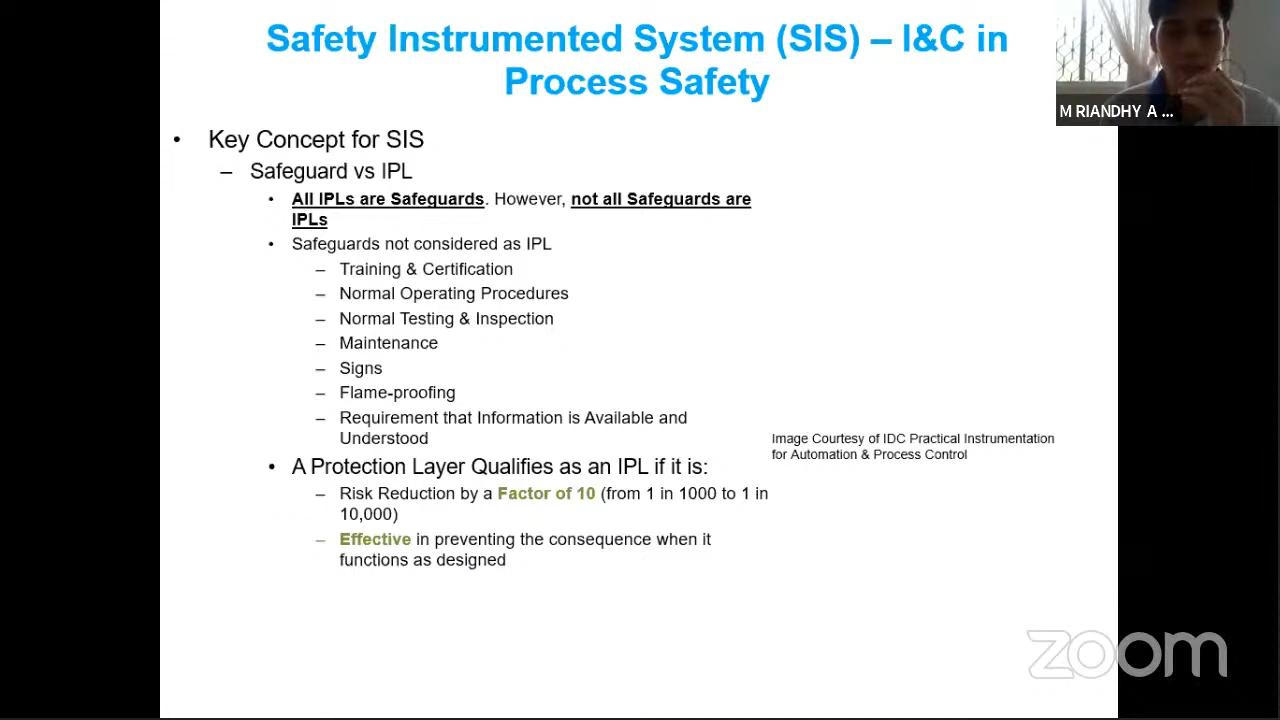 Safety Instrumented System (SIS) – I&C in
Process Safety
M RIANDHY A ...
• Key Concept for SIS
– Safeguard vs IPL
• All IPLs are Safeguards. However, not all Safeguards are
IPLs
• Safeguards not considered as IPL
– Training & Certification
– Normal Operating Procedures
– Normal Testing & Inspection
– Maintenance
– Signs
– Flame-proofing
– Requirement that Information is Available and
Understood
Image Courtesy of IDC Practical Instrumentation
for Automation & Process Control
• A Protection Layer Qualifies as an IPL if it is:
– Risk Reduction by a Factor of 10 (from 1 in 1000 to 1 in
10,000)
– Effective in preventing the consequence when it
functions as designed
zoom